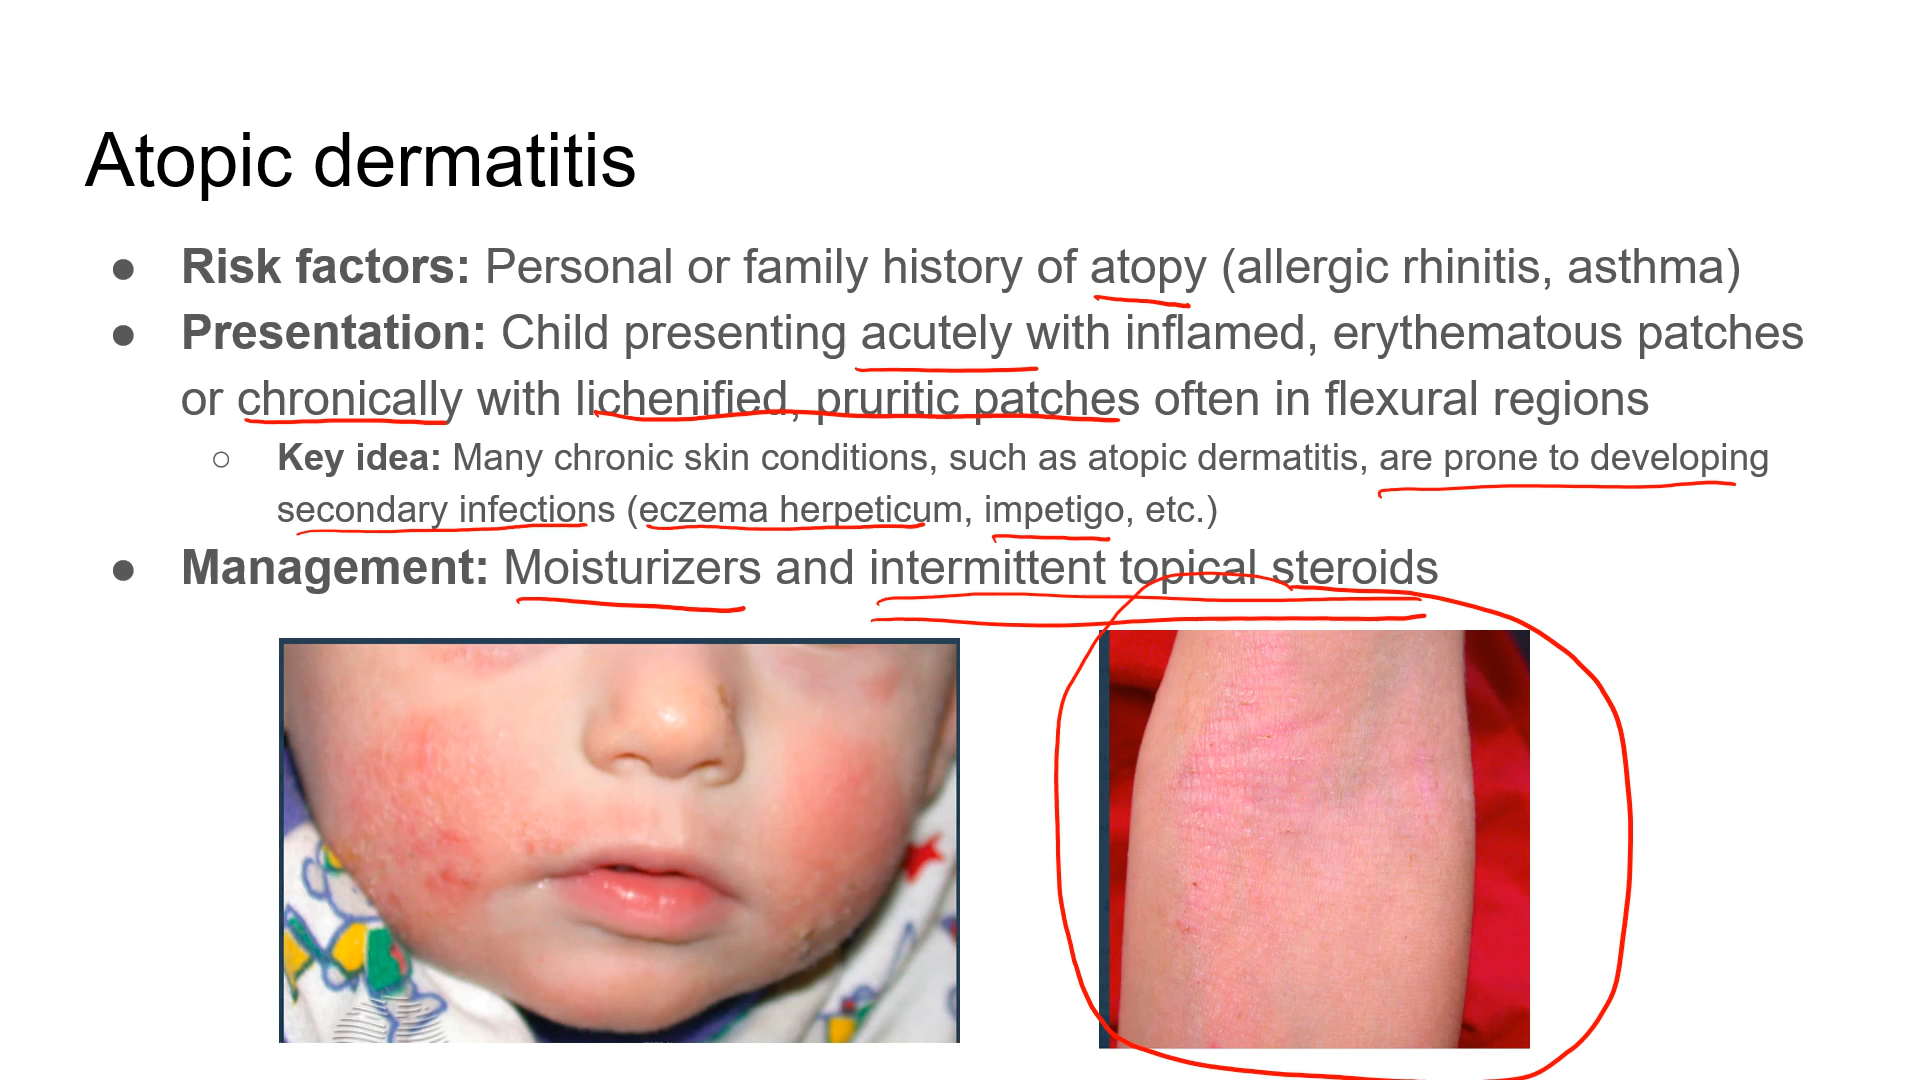 Atopic dermatitis
● Risk factors: Personal or family history of atopy (allergic rhinitis, asthma)
● Presentation: Child presenting acutely with inflamed, erythematous patches
or chronically with lichenified, pruritic patches often in flexural regions
○ Key idea: Many chronic skin conditions, such as atopic dermatitis, are prone to developing
secondary infections (eczema herpeticum, impetigo, etc.)
● Management: Moisturizers and intermittent topical steroids